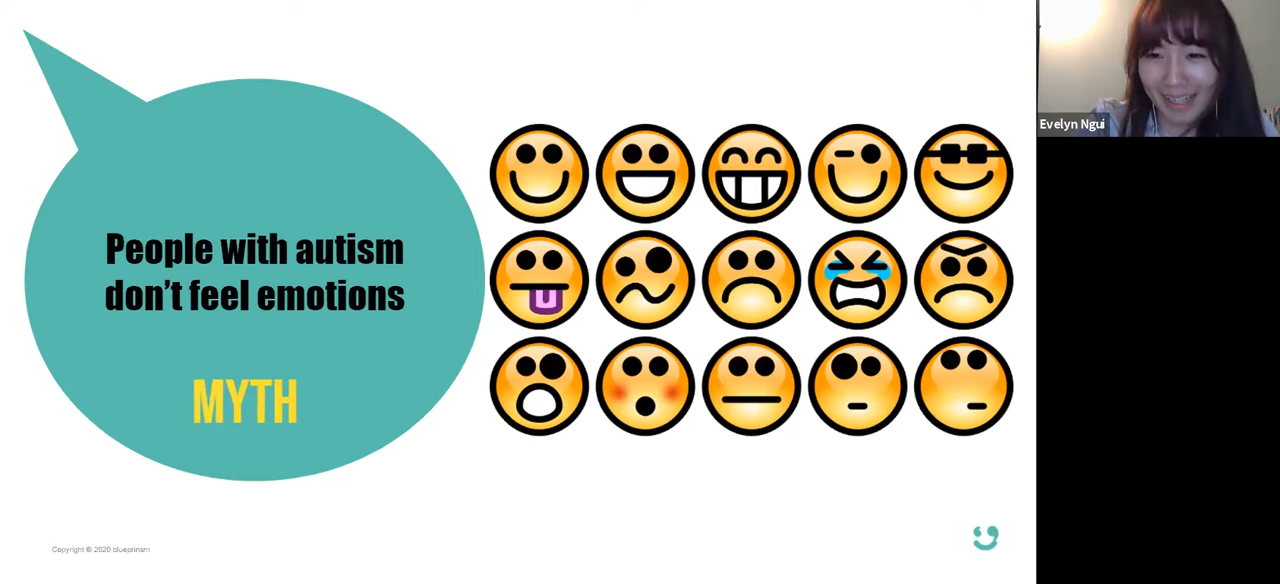 People with autism
don't feel emotions
MYTH
Evelyn Ngui
Copyright © 2020 blueprinsm